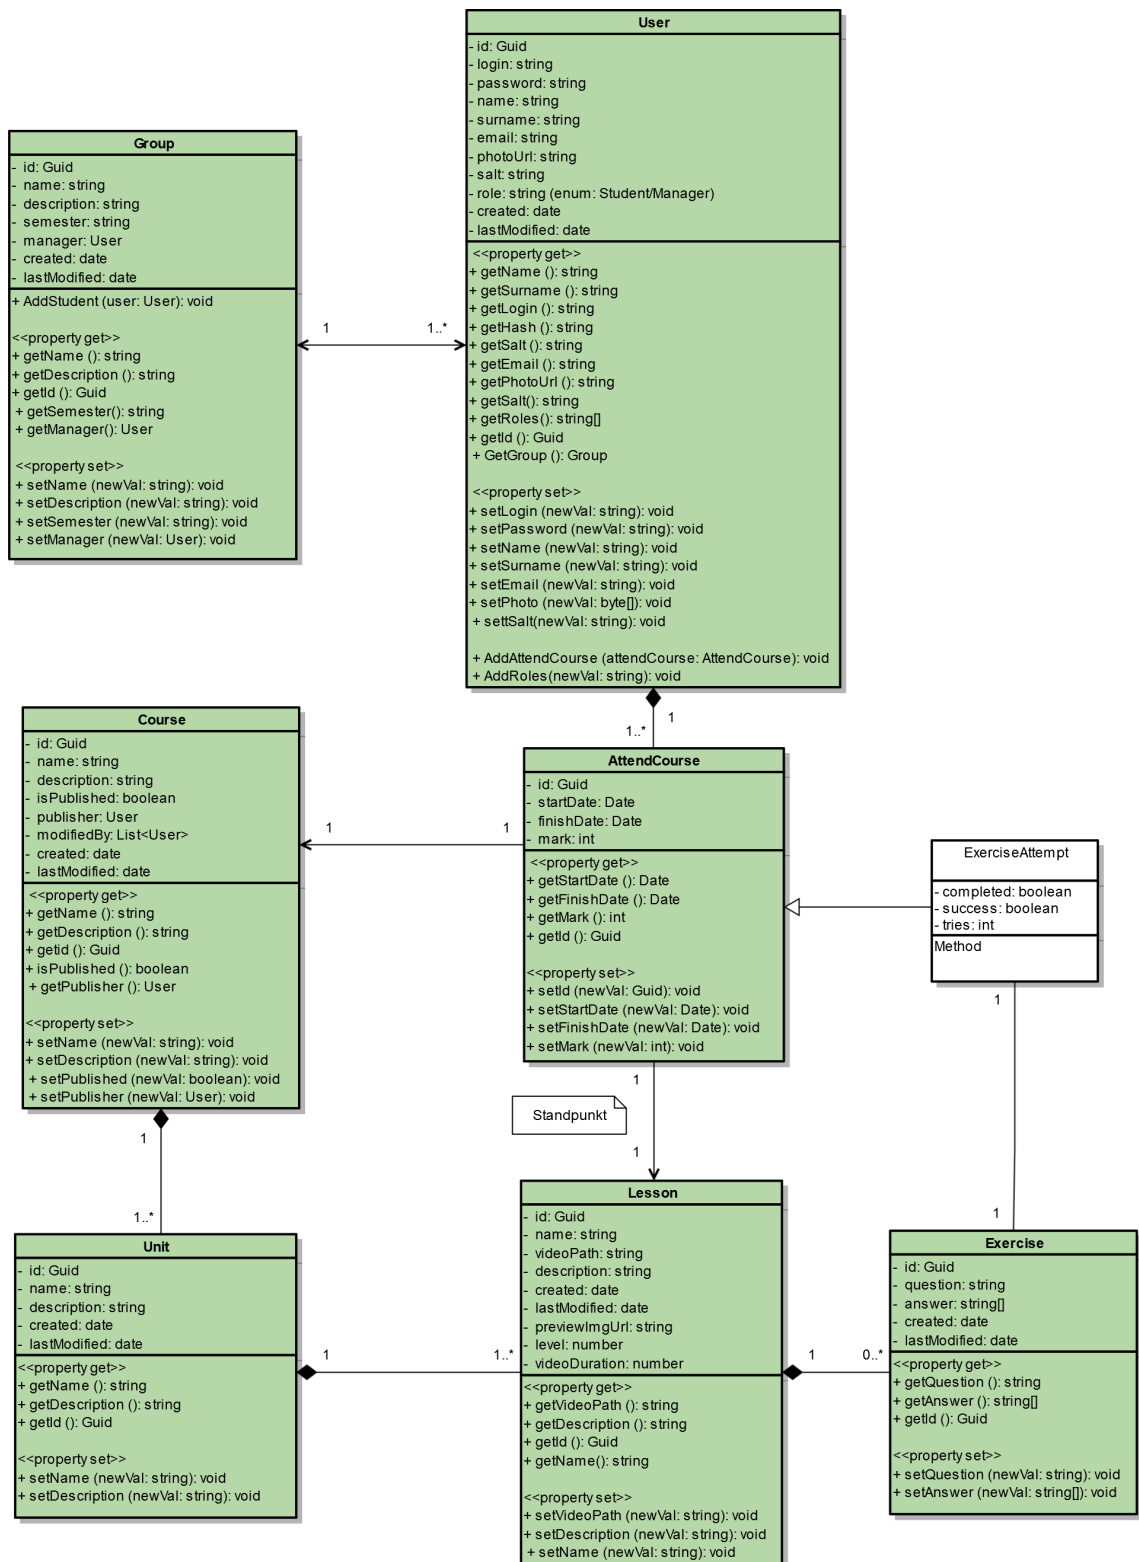 User
- id: Guid
- login: string
- password: string
- name: string
- surname: string
- email: string
- photoUrl: string
- salt: string
- role: string (enum: Student/Manager)
- created: date
- lastModified: date
<<property get>>
+ getName (): string
+ getSurname (): string
+ getLogin (): string
+ getHash (): string
+ getSalt (): string
+ getEmail (): string
+ getPhotoUrl (): string
+ getSalt(): string
+ getRoles(): string[]
+ getId (): Guid
+ GetGroup (): Group
<<property set>>
+ setLogin (newVal: string): void
+ setPassword (newVal: string): void
+ setName (newVal: string): void
+ setSurname (newVal: string): void
+ setEmail (newVal: string): void
+ setPhoto (newVal: byte[]): void
+ settSalt(newVal: string): void
+ AddAttendCourse (attendCourse: AttendCourse): void
+ AddRoles(newVal: string): void
Group
- id: Guid
- name: string
- description: string
- semester: string
- manager: User
- created: date
- lastModified: date
+ AddStudent (user: User): void
<<property get>>
+ getName (): string
+ getDescription (): string
+ getId (): Guid
+ getSemester(): string
+ getManager(): User
<<property set>>
+ setName (newVal: string): void
+ setDescription (newVal: string): void
+ setSemester (newVal: string): void
+ setManager (newVal: User): void
1
1..*
1
1..*
Course
- id: Guid
- name: string
- description: string
- isPublished: boolean
- publisher: User
- modifiedBy: List<User>
- created: date
- lastModified: date
<<property get>>
+ getName (): string
+ getDescription (): string
+ getid (): Guid
+ isPublished (): boolean
+ getPublisher (): User
<<property set>>
+ setName (newVal: string): void
+ setDescription (newVal: string): void
+ setPublished (newVal: boolean): void
+ setPublisher (newVal: User): void
1
1
AttendCourse
- id: Guid
- startDate: Date
- finishDate: Date
- mark: int
<<property get>>
+ getStartDate (): Date
+ getFinishDate (): Date
+ getMark (): int
+ getId (): Guid
<<property set>>
+ setId (newVal: Guid): void
+ setStartDate (newVal: Date): void
+ setFinishDate (newVal: Date): void
+ setMark (newVal: int): void
ExerciseAttempt
- completed: boolean
- success: boolean
- tries: int
Method
1
1
1
Standpunkt
1
1
1..*
1
Unit
- id: Guid
- name: string
- description: string
- created: date
- lastModified: date
<<property get>>
+ getName (): string
+ getDescription (): string
+ getId (): Guid
<<property set>>
+ setName (newVal: string): void
+ setDescription (newVal: string): void
1
1..*
Lesson
- id: Guid
- name: string
- videoPath: string
- description: string
- created: date
- lastModified: date
- previewImgUrl: string
- level: number
- videoDuration: number
<<property get>>
+ getVideoPath (): string
+ getDescription (): string
+ getId (): Guid
+ getName(): string
<<property set>>
+ setVideoPath (newVal: string): void
+ setDescription (newVal: string): void
+ setName (newVal: string): void
1
0..*
Exercise
- id: Guid
- question: string
- answer: string[]
- created: date
- lastModified: date
<<property get>>
+ getQuestion (): string
+ getAnswer (): string[]
+ getId (): Guid
<<property set>>
+ setQuestion (newVal: string): void
+ setAnswer (newVal: string[]): void